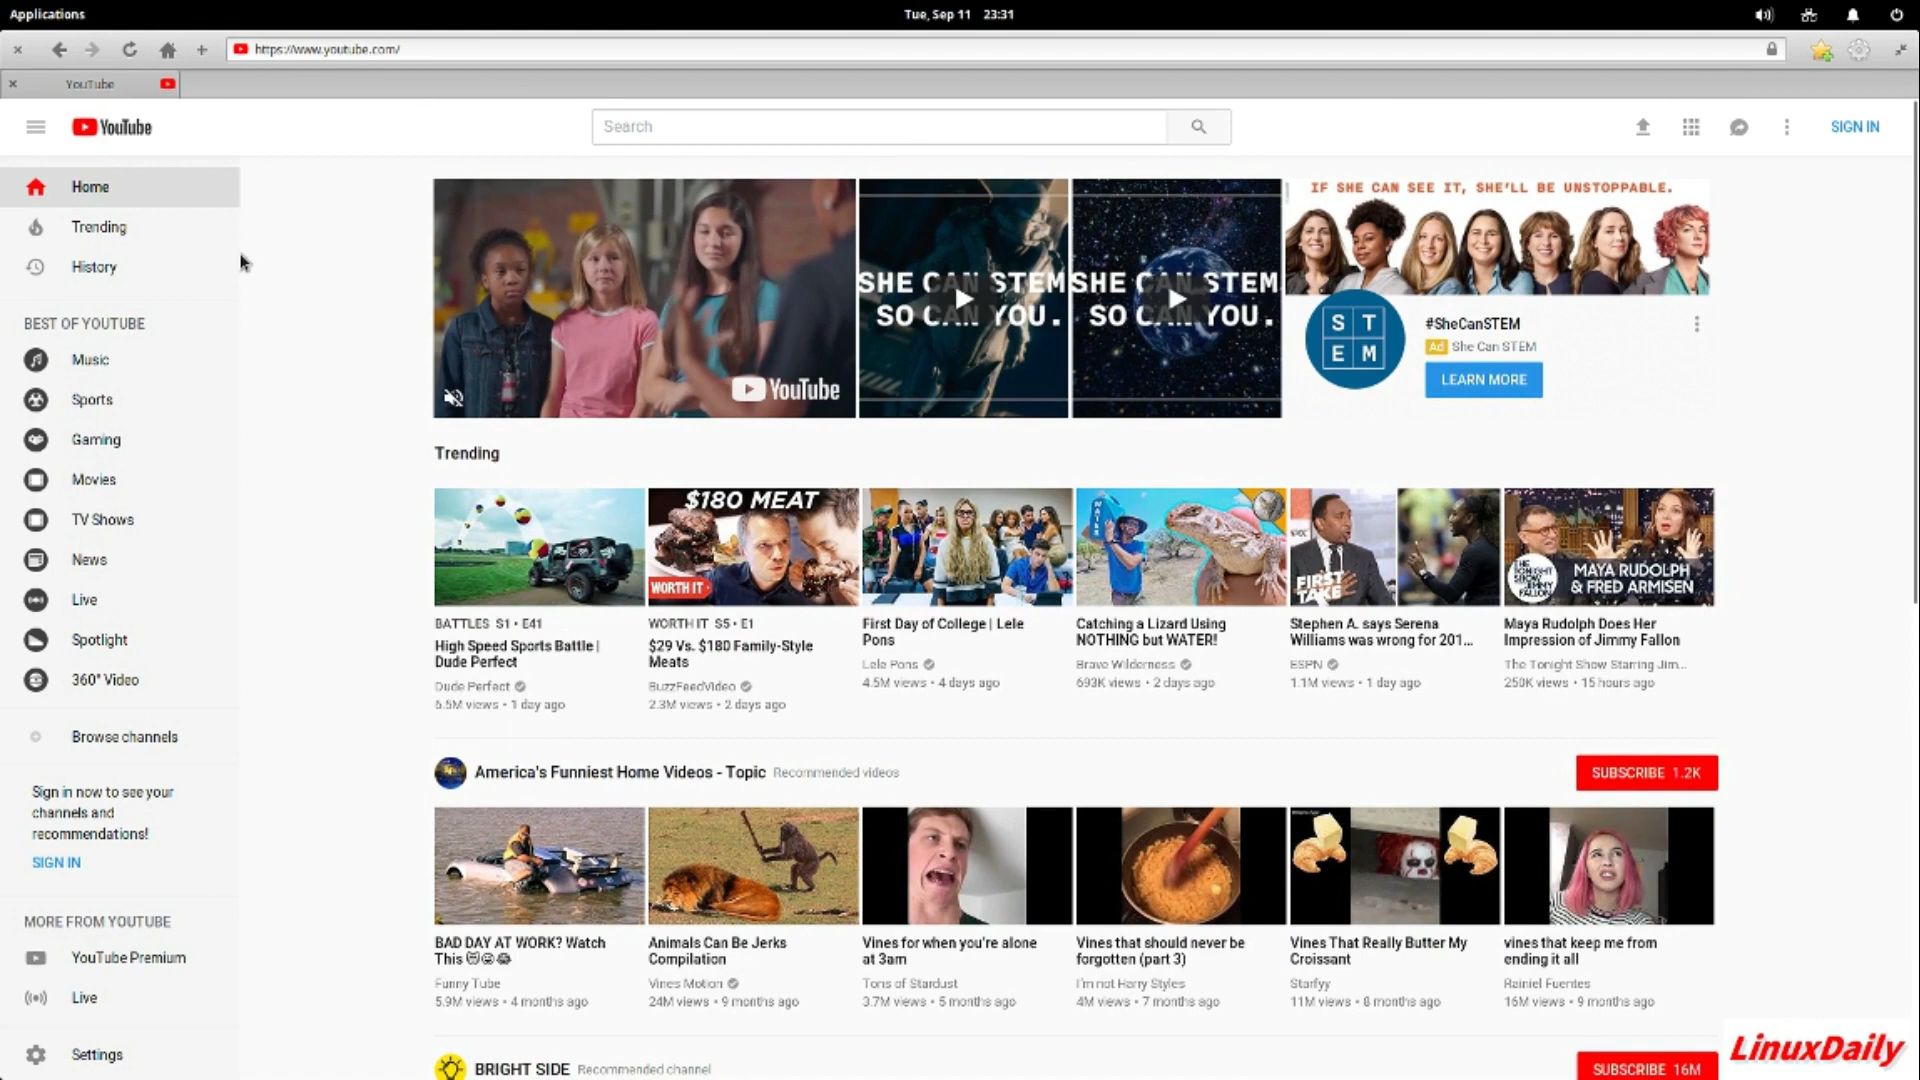 Applications
Tue, Sep 11 23:31
https://www.youtube.com/
YouTube
YouTube
Search
SIGN IN
Home
Trending
History
BEST OF YOUTUBE
Music
Sports
Gaming
Movies
TV Shows
News
Live
Spotlight
360° Video
Browse channels
Sign in now to see your
channels and
recommendations!
SIGN IN
MORE FROM YOUTUBE
YouTube Premium
Live
Settings
YouTube
SHE CAN STEM
SO CAN YOU.
SHE CAN STEM
SO CAN YOU.
IF SHE CAN SEE IT, SHE'LL BE UNSTOPPABLE.
S T
E M
#SheCanSTEM
Ad She Can STEM
LEARN MORE
Trending
$180 MEAT
WORTH IT
WATER
FIRST
TAKE
THE
TONIGHT
SHOW
JIMMY
FALLON
MAYA RUDOLPH
& FRED ARMISEN
BATTLES S1 • E41
High Speed Sports Battle |
Dude Perfect
Dude Perfect
6.5M views • 1 day ago
WORTH IT S5 • E1
$29 Vs. $180 Family-Style
Meats
BuzzFeedVideo
2.3M views • 2 days ago
First Day of College | Lele
Pons
Lele Pons
4.5M views • 4 days ago
Catching a Lizard Using
NOTHING but WATER!
Brave Wilderness
693K views • 2 days ago
Stephen A. says Serena
Williams was wrong for 201...
ESPN
1.1M views • 1 day ago
Maya Rudolph Does Her
Impression of Jimmy Fallon
The Tonight Show Starring Jim...
250K views • 15 hours ago
America's Funniest Home Videos - Topic Recommended videos
SUBSCRIBE 1.2K
BAD DAY AT WORK? Watch
This
Funny Tube
5.9M views • 4 months ago
Animals Can Be Jerks
Compilation
Vines Motion
24M views • 9 months ago
Vines for when you're alone
at 3am
Tons of Stardust
3.7M views • 5 months ago
Vines that should never be
forgotten (part 3)
I'm not Harry Styles
4M views • 7 months ago
Vines That Really Butter My
Croissant
Starfyy
11M views • 8 months ago
vines that keep me from
ending it all
Rainiel Fuentes
16M views • 9 months ago
BRIGHT SIDE Recommended channel
SUBSCRIBE 16M
LinuxDaily